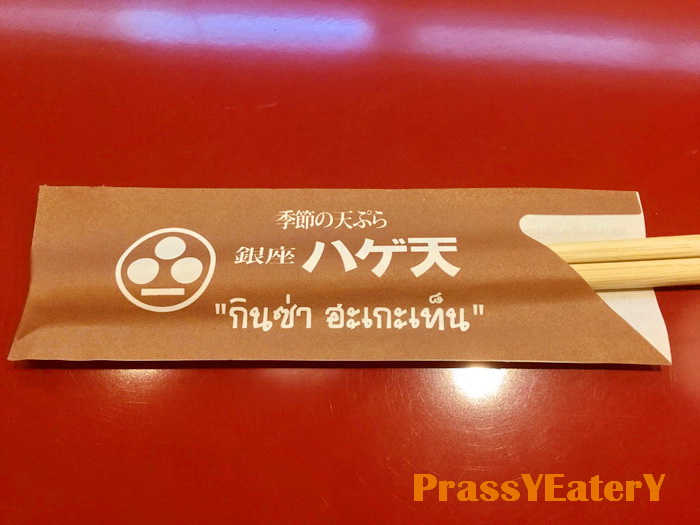 季節の天ぷら
銀座 ハゲ天
"กินซ่า ฮะเกะเท็น"
PrassYEaterY